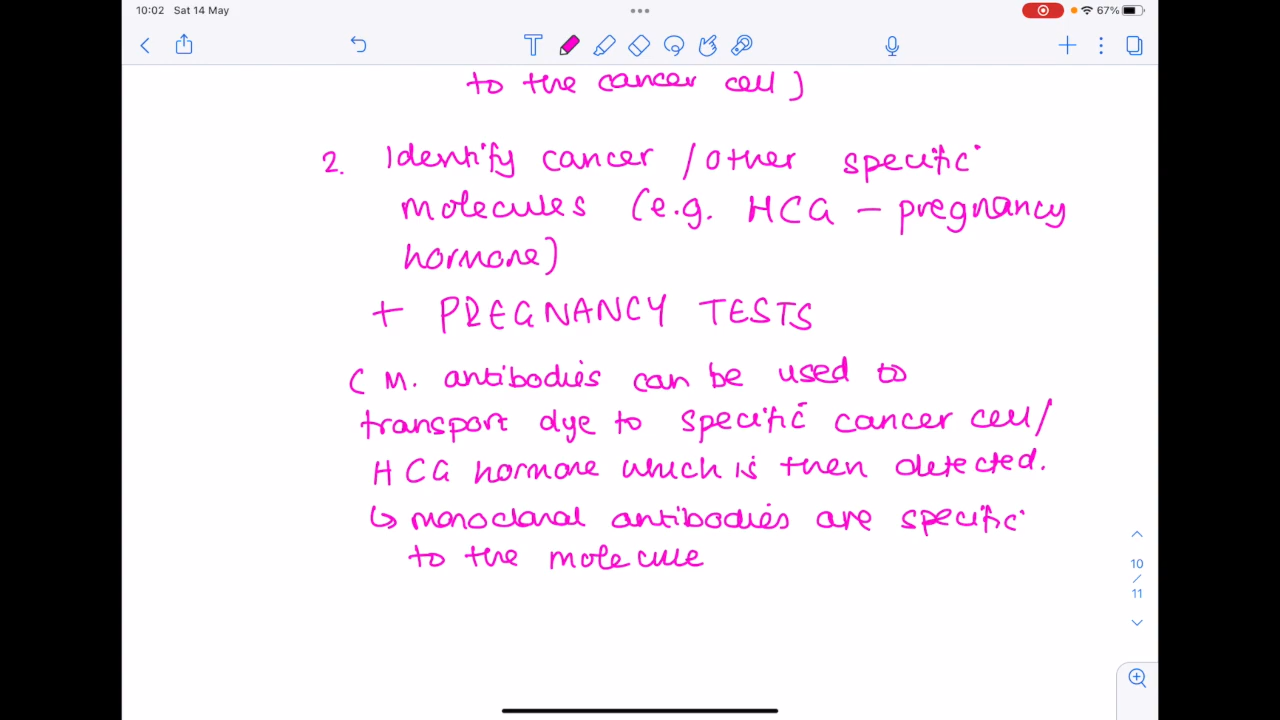 10:02 Sat 14 May
67%
T
to the cancer cell)
2. Identify cancer / other specific
molecules (e.g. HCG - pregnancy
hormone)
+ PREGNANCY TESTS
( M. antibodies can be used to
transport dye to specific cancer cell/
HCG hormone which is then detected.
↳ monoclonal antibodies are specific
to the molecule
10
/
11